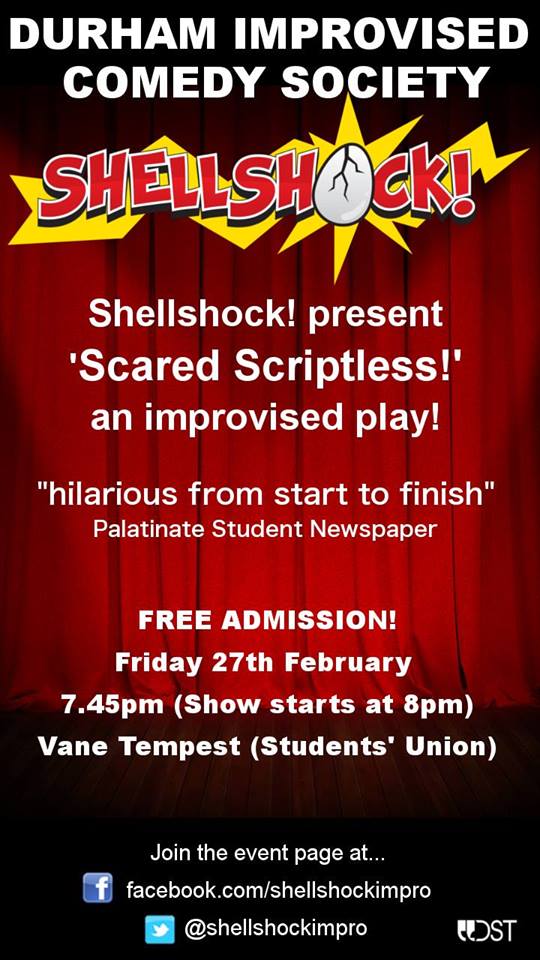 DURHAM IMPROVISED
COMEDY SOCIETY
SHELLSHOCK!
Shellshock! present
'Scared Scriptless!'
an improvised play!
"hilarious from start to finish"
Palatinate Student Newspaper
FREE ADMISSION!
Friday 27th February
7.45pm (Show starts at 8pm)
Vane Tempest (Students' Union)
Join the event page at...
facebook.com/shellshockimpro
@shellshockimpro
DST